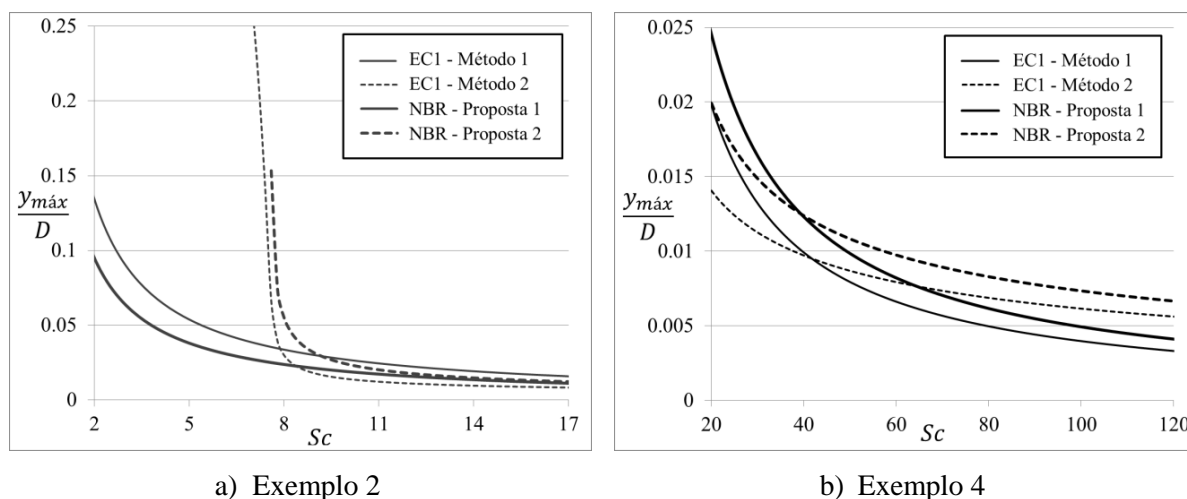 0.25
0.2
0.15
0.1
0.05
0
y_máx/D
EC1 - Método 1
EC1 - Método 2
NBR - Proposta 1
NBR - Proposta 2
2 5 8 11 14 17
Sc
a) Exemplo 2
0.025
0.02
0.015
0.01
0.005
0
y_máx/D
EC1 - Método 1
EC1 - Método 2
NBR - Proposta 1
NBR - Proposta 2
20 40 60 80 100 120
Sc
b) Exemplo 4